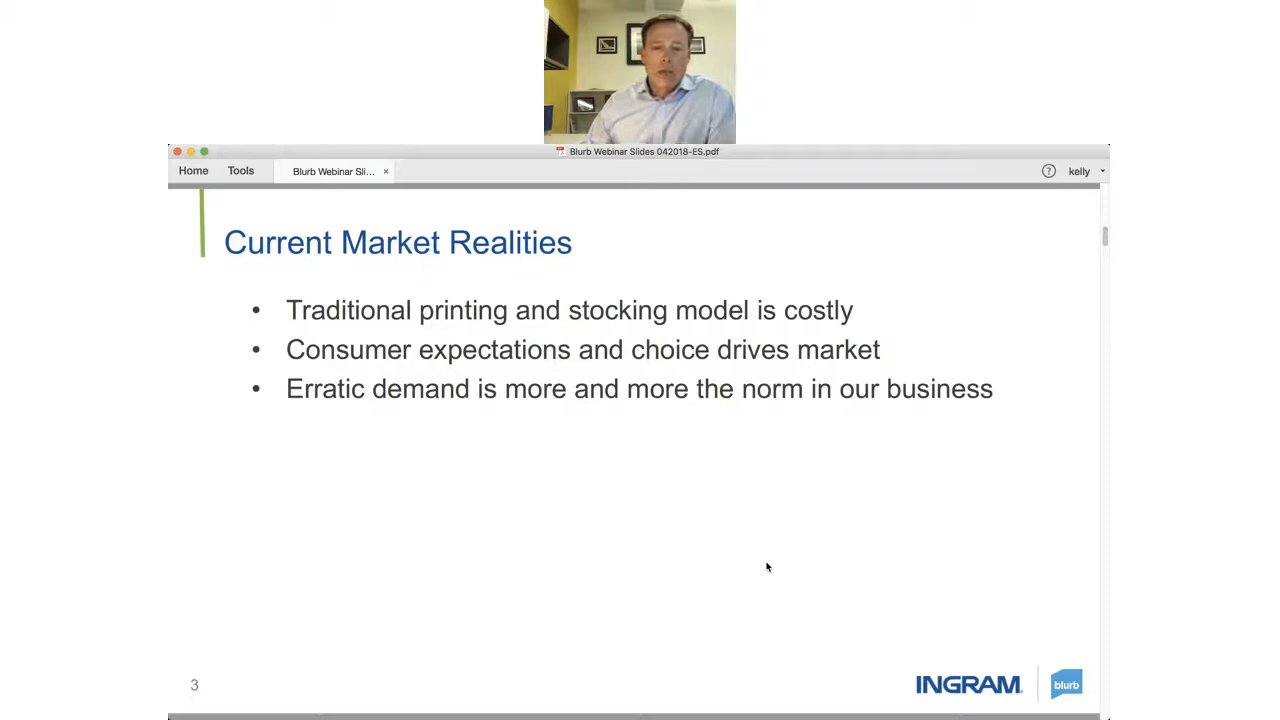 Blurb Webinar Slides 042018-ES.pdf
Home Tools Blurb Webinar Sli... × ? kelly
Current Market Realities
• Traditional printing and stocking model is costly
• Consumer expectations and choice drives market
• Erratic demand is more and more the norm in our business
3 INGRAM blurb